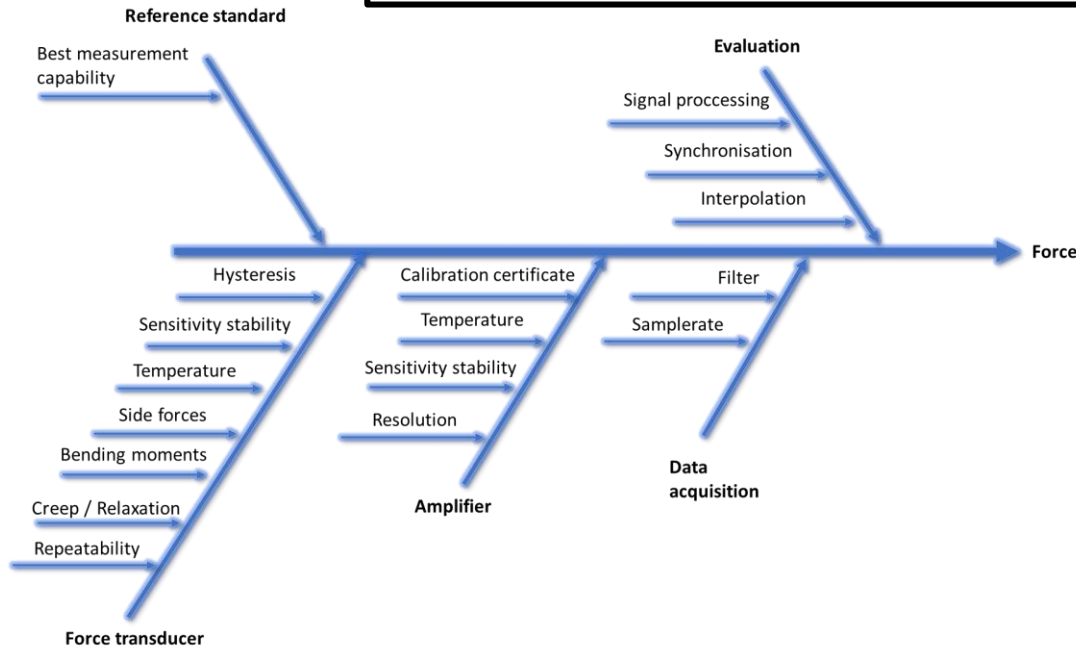 Reference standard
Best measurement
capability
Evaluation
Signal proccessing
Synchronisation
Interpolation
Force
Hysteresis
Sensitivity stability
Temperature
Side forces
Bending moments
Creep / Relaxation
Repeatability
Force transducer
Calibration certificate
Temperature
Sensitivity stability
Resolution
Amplifier
Filter
Samplerate
Data
acquisition